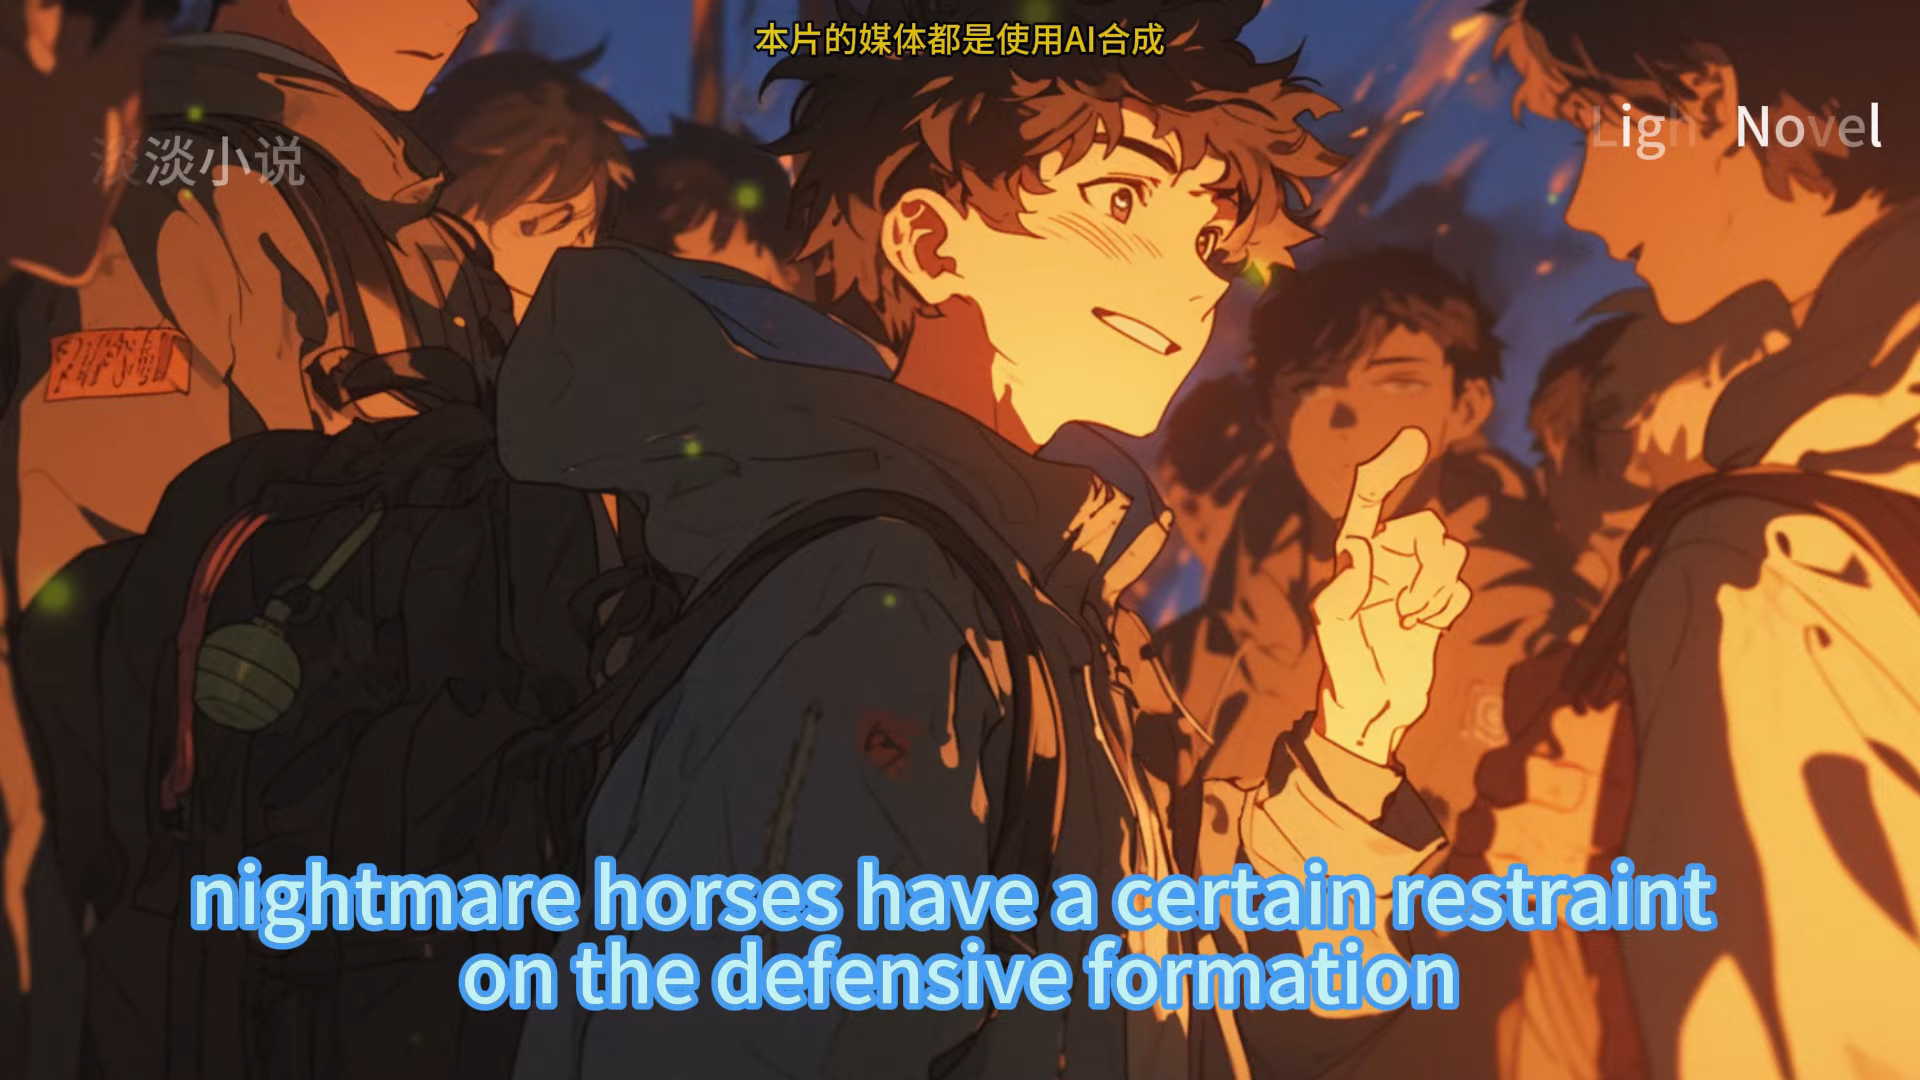 本片的媒体都是使用AI合成
Light Novel
淡淡小说
nightmare horses have a certain restraint
on the defensive formation